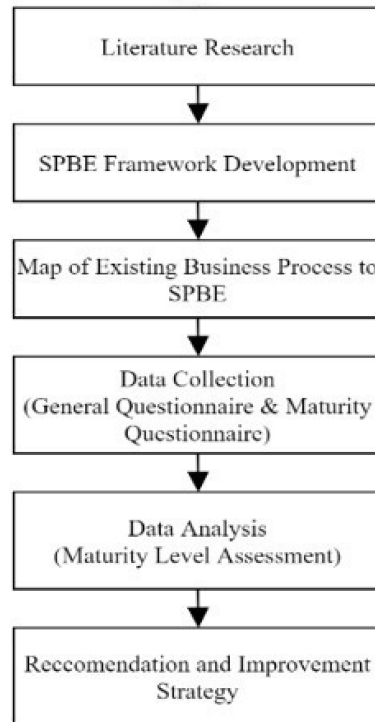 Literature Research
SPBE Framework Development
Map of Existing Business Process to
SPBE
Data Collection
(General Questionnaire & Maturity
Questionnaire)
Data Analysis
(Maturity Level Assessment)
Reccomendation and Improvement
Strategy